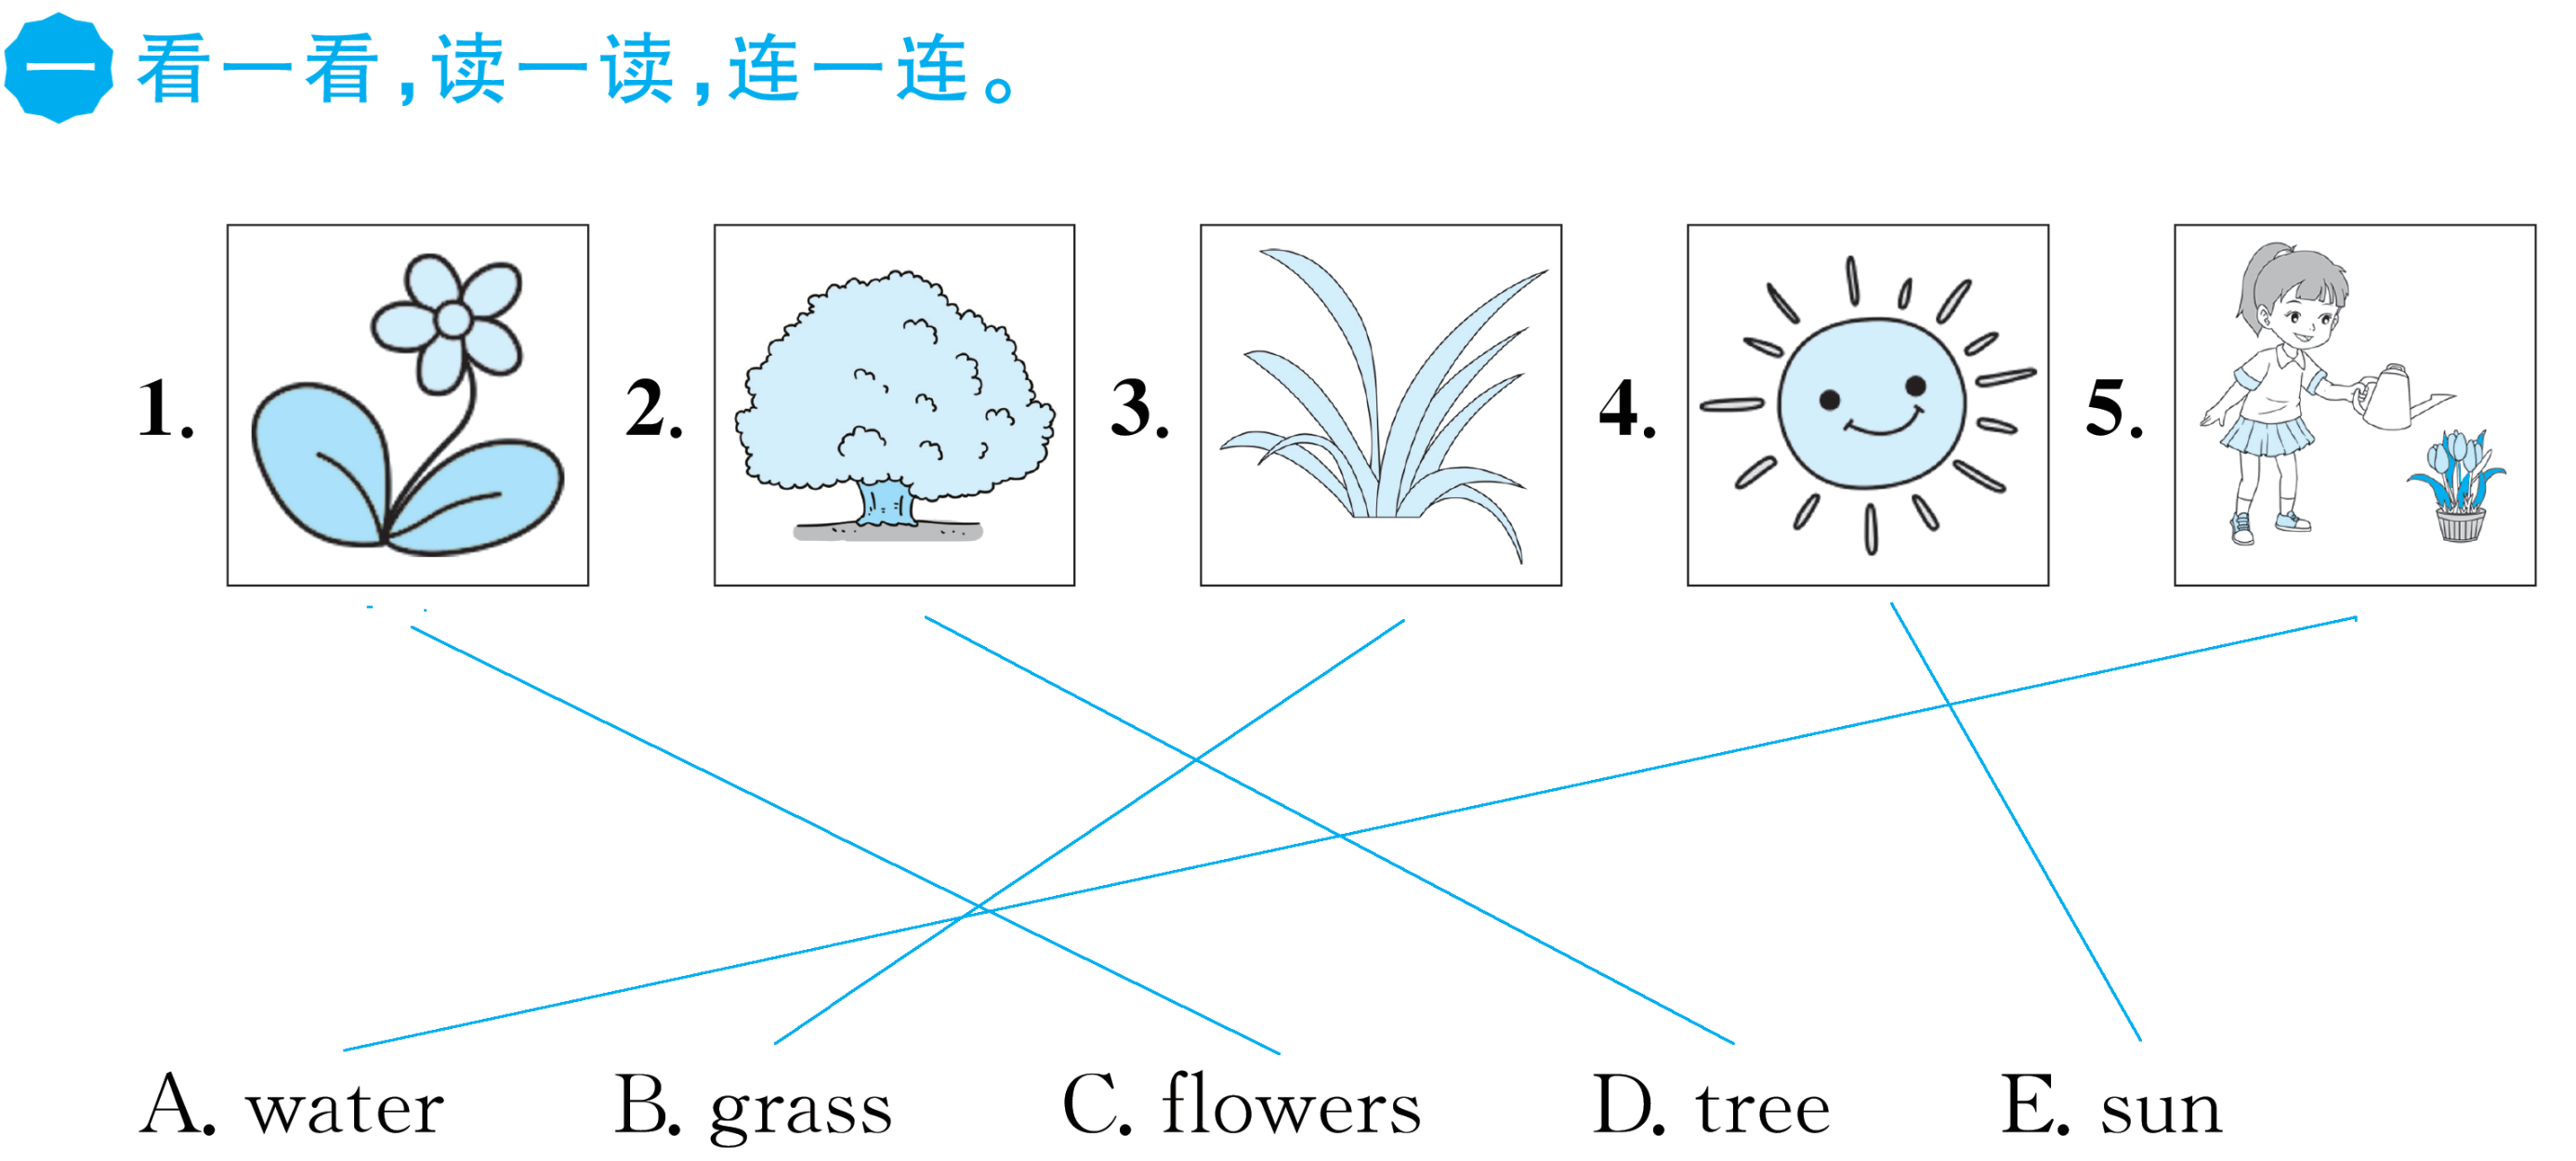 一 看一看,读一读,连一连。
1. 2. 3. 4. 5.
A. water B. grass C. flowers D. tree E. sun